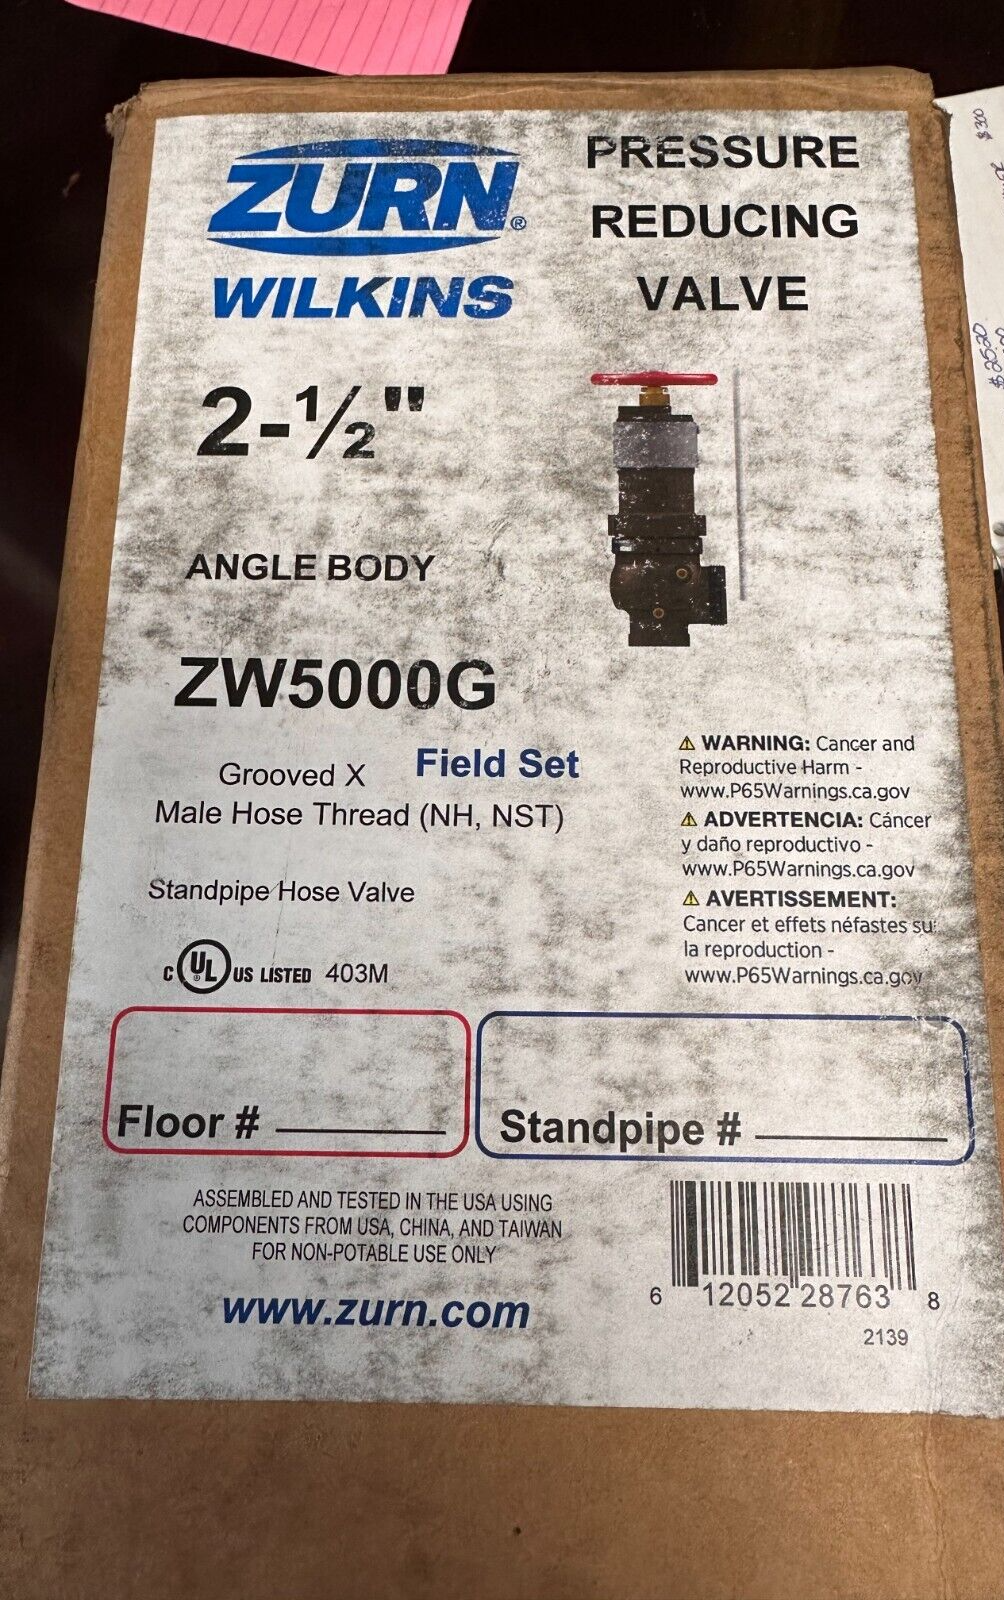 ZURN®
WILKINS
PRESSURE
REDUCING
VALVE
2-½"
ANGLE BODY
ZW5000G
Grooved X Field Set
Male Hose Thread (NH, NST)
Standpipe Hose Valve
C UL® US LISTED 403M
⚠ WARNING: Cancer and
Reproductive Harm -
www.P65Warnings.ca.gov
⚠ ADVERTENCIA: Cáncer
y daño reproductivo -
www.P65Warnings.ca.gov
⚠ AVERTISSEMENT:
Cancer et effets néfastes su
la reproduction -
www.P65Warnings.ca.gov
Floor #
Standpipe #
ASSEMBLED AND TESTED IN THE USA USING
COMPONENTS FROM USA, CHINA, AND TAIWAN
FOR NON-POTABLE USE ONLY
www.zurn.com
6 12052 28763 8
2139
$300
$2520